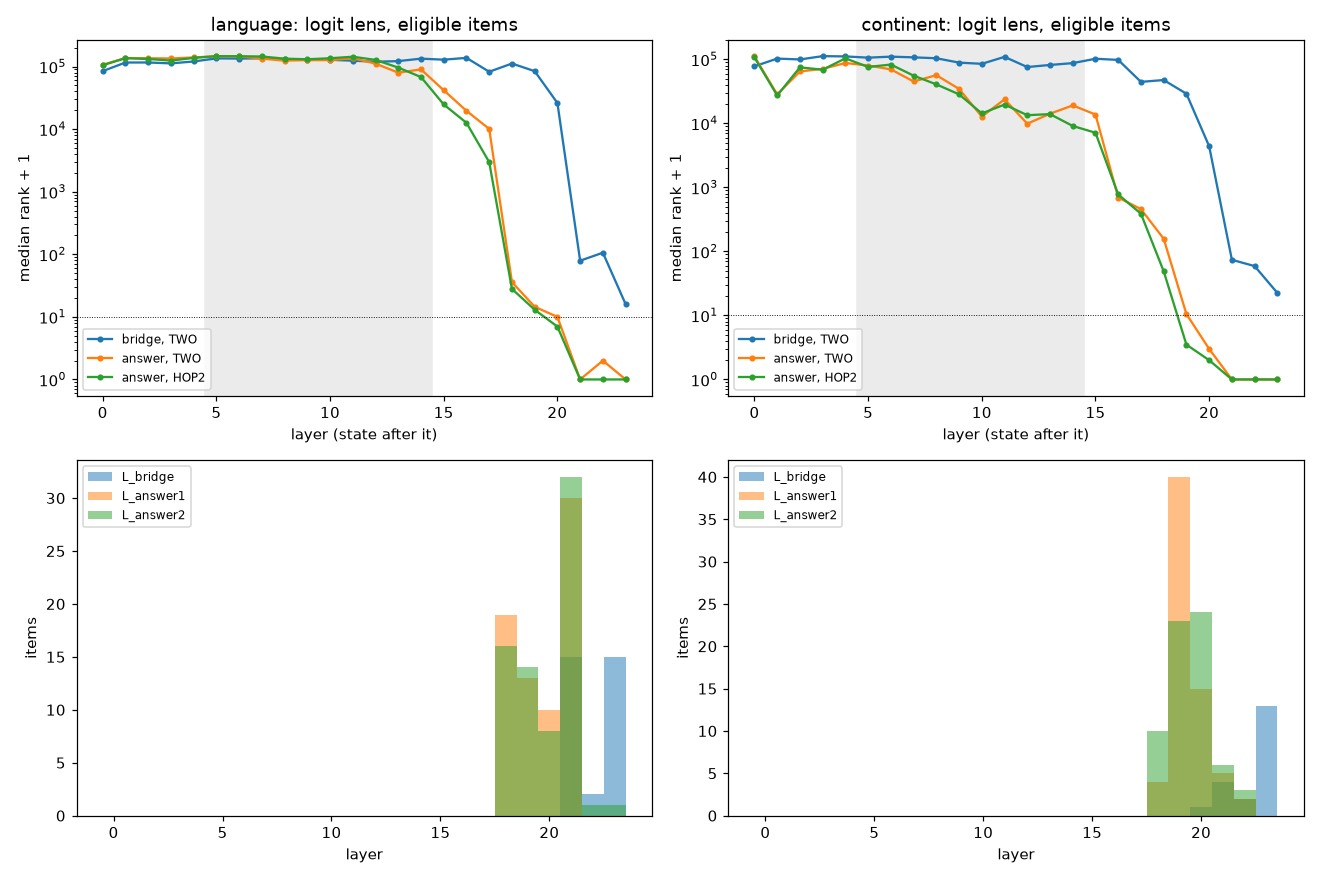 language: logit lens, eligible items
median rank + 1
10⁵
10⁴
10³
10²
10¹
10⁰
bridge, TWO
answer, TWO
answer, HOP2
0 5 10 15 20
layer (state after it)
continent: logit lens, eligible items
median rank + 1
10⁵
10⁴
10³
10²
10¹
10⁰
bridge, TWO
answer, TWO
answer, HOP2
0 5 10 15 20
layer (state after it)
items
30
25
20
15
10
5
0
L_bridge
L_answer1
L_answer2
0 5 10 15 20
layer
items
40
35
30
25
20
15
10
5
0
L_bridge
L_answer1
L_answer2
0 5 10 15 20
layer